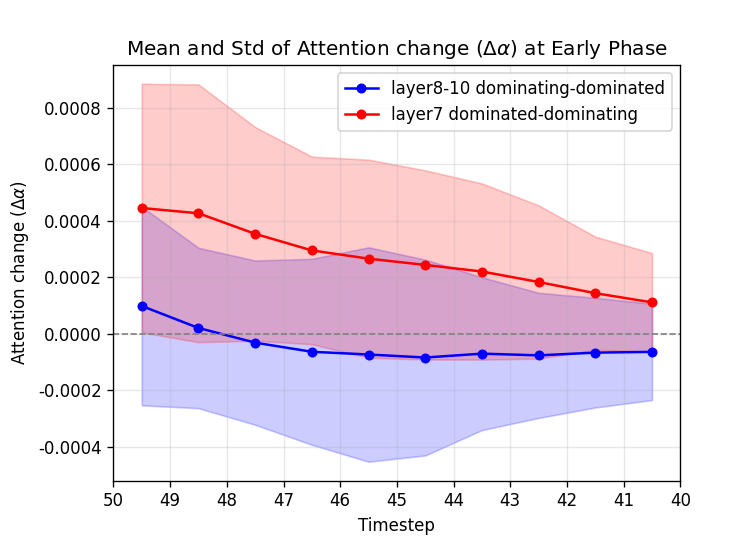 Mean and Std of Attention change (Δα) at Early Phase
layer8-10 dominating-dominated
layer7 dominated-dominating
Attention change (Δα)
0.0008
0.0006
0.0004
0.0002
0.0000
-0.0002
-0.0004
50 49 48 47 46 45 44 43 42 41 40
Timestep